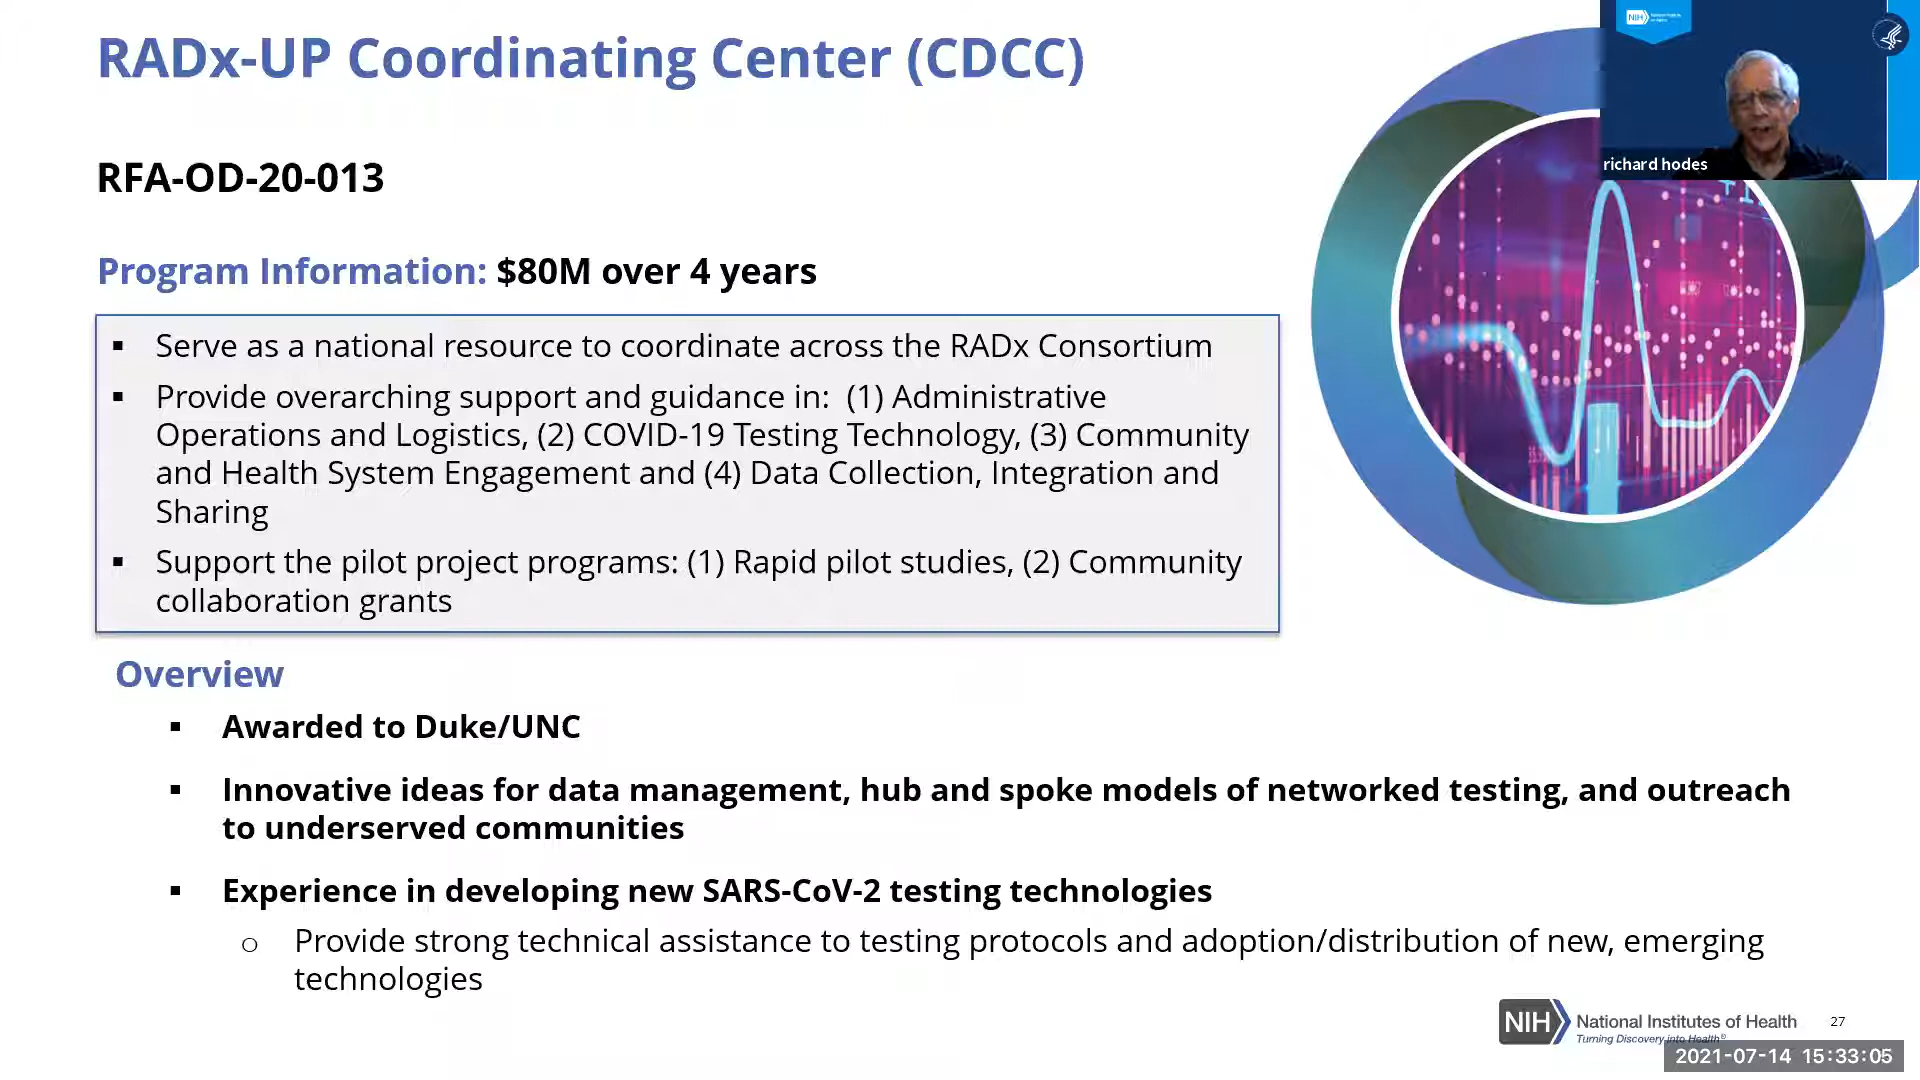 RADx-UP Coordinating Center (CDCC)
NIH
richard hodes
RFA-OD-20-013
Program Information: $80M over 4 years
▪ Serve as a national resource to coordinate across the RADx Consortium
▪ Provide overarching support and guidance in: (1) Administrative
Operations and Logistics, (2) COVID-19 Testing Technology, (3) Community
and Health System Engagement and (4) Data Collection, Integration and
Sharing
▪ Support the pilot project programs: (1) Rapid pilot studies, (2) Community
collaboration grants
Overview
▪ Awarded to Duke/UNC
▪ Innovative ideas for data management, hub and spoke models of networked testing, and outreach
to underserved communities
▪ Experience in developing new SARS-CoV-2 testing technologies
o Provide strong technical assistance to testing protocols and adoption/distribution of new, emerging
technologies
NIH National Institutes of Health
Turning Discovery into Health®
27
2021-07-14 15:33:05